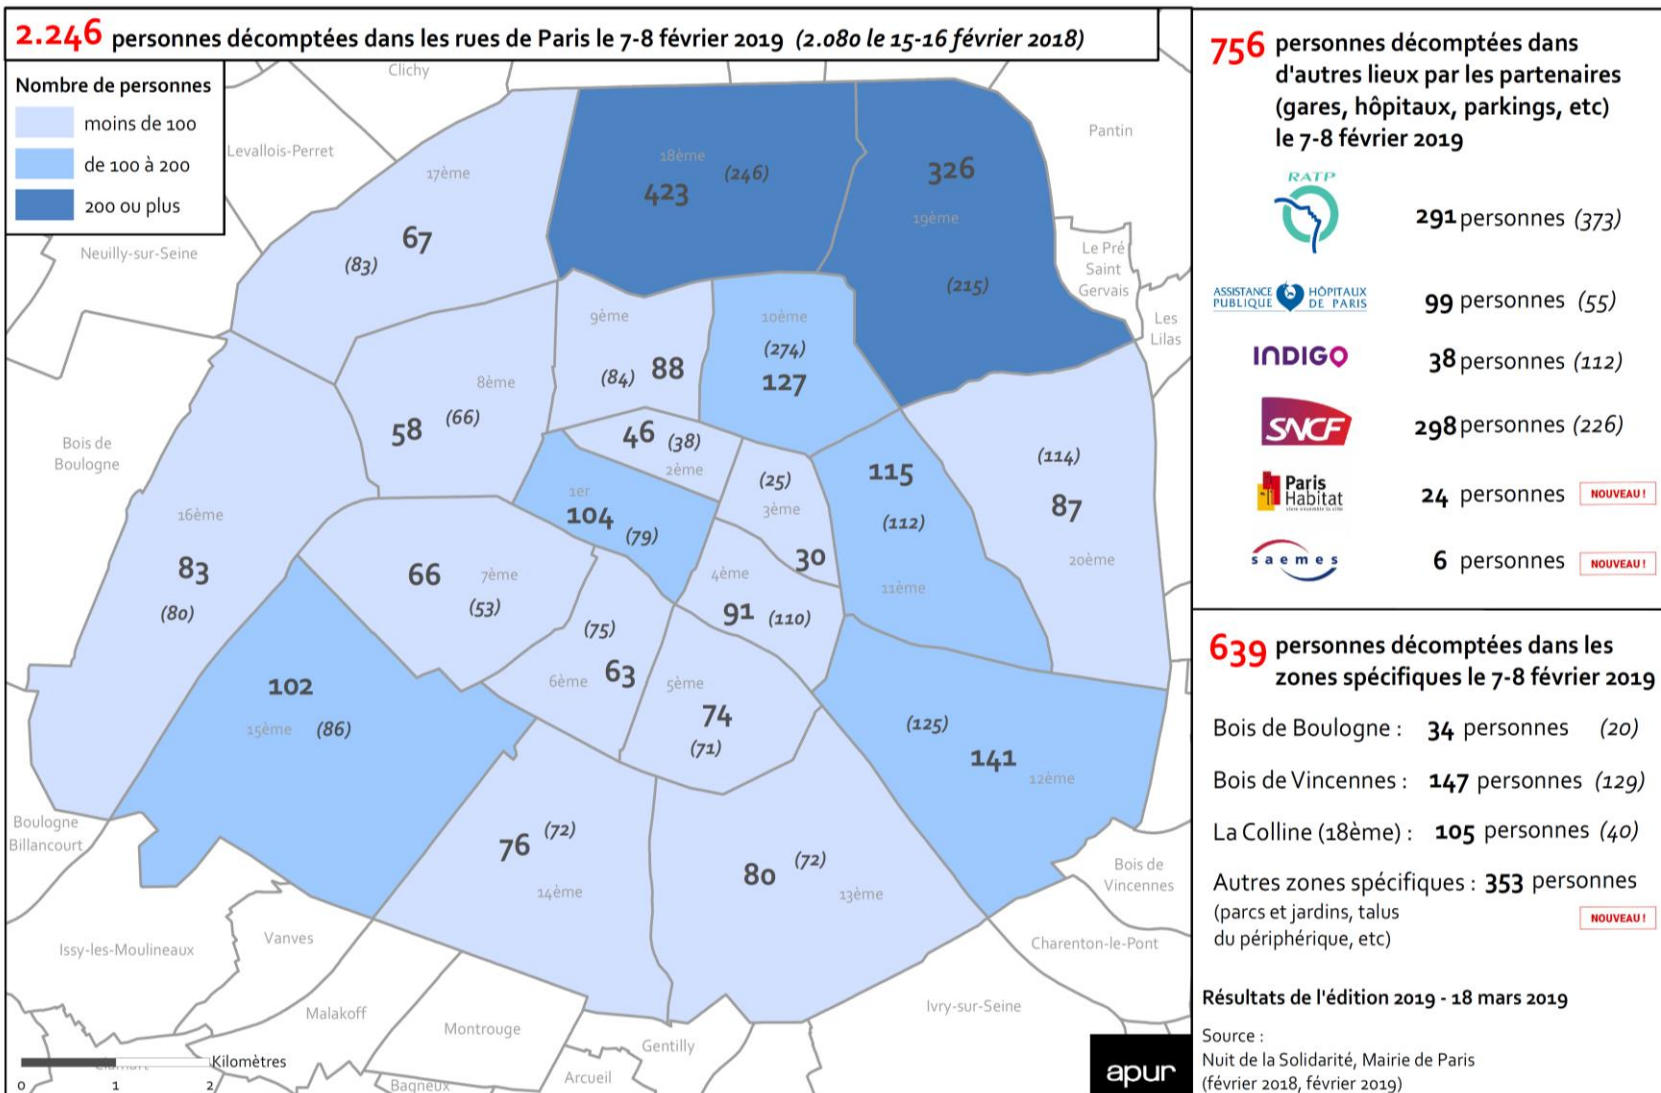 2.246 personnes décomptées dans les rues de Paris le 7-8 février 2019 (2.080 le 15-16 février 2018)
Nombre de personnes
moins de 100
de 100 à 200
200 ou plus
Clichy
Levallois-Perret
Neuilly-sur-Seine
Pantin
Le Pré
Saint
Gervais
Les
Lilas
Bois de
Boulogne
17ème
67
(83)
18ème
423 (246)
326
19ème
(215)
9ème
(84) 88
10ème
(274)
127
8ème
58 (66)
46 (38)
2ème
1er
104 (79)
(25)
3ème
30
115
(112)
11ème
(114)
87
20ème
16ème
83
(80)
66 7ème
(53)
4ème
91 (110)
(75)
6ème 63
5ème
74
(71)
102
15ème (86)
(125)
141
12ème
76 (72)
14ème
80 (72)
13ème
Boulogne
Billancourt
Bois de
Vincennes
Issy-les-Moulineaux
Vanves
Charenton-le-Pont
Malakoff
Montrouge
Ivry-sur-Seine
Gentilly
Arcueil
Bagneux
Clamart
Kilomètres
0 1 2
apur
756 personnes décomptées dans
d'autres lieux par les partenaires
(gares, hôpitaux, parkings, etc)
le 7-8 février 2019
RATP
291 personnes (373)
ASSISTANCE HÔPITAUX
PUBLIQUE DE PARIS
99 personnes (55)
INDIGO
38 personnes (112)
SNCF
298 personnes (226)
Paris
Habitat
24 personnes NOUVEAU !
saemes
6 personnes NOUVEAU !
639 personnes décomptées dans les
zones spécifiques le 7-8 février 2019
Bois de Boulogne : 34 personnes (20)
Bois de Vincennes : 147 personnes (129)
La Colline (18ème) : 105 personnes (40)
Autres zones spécifiques : 353 personnes
(parcs et jardins, talus
du périphérique, etc)
NOUVEAU !
Résultats de l'édition 2019 - 18 mars 2019
Source :
Nuit de la Solidarité, Mairie de Paris
(février 2018, février 2019)